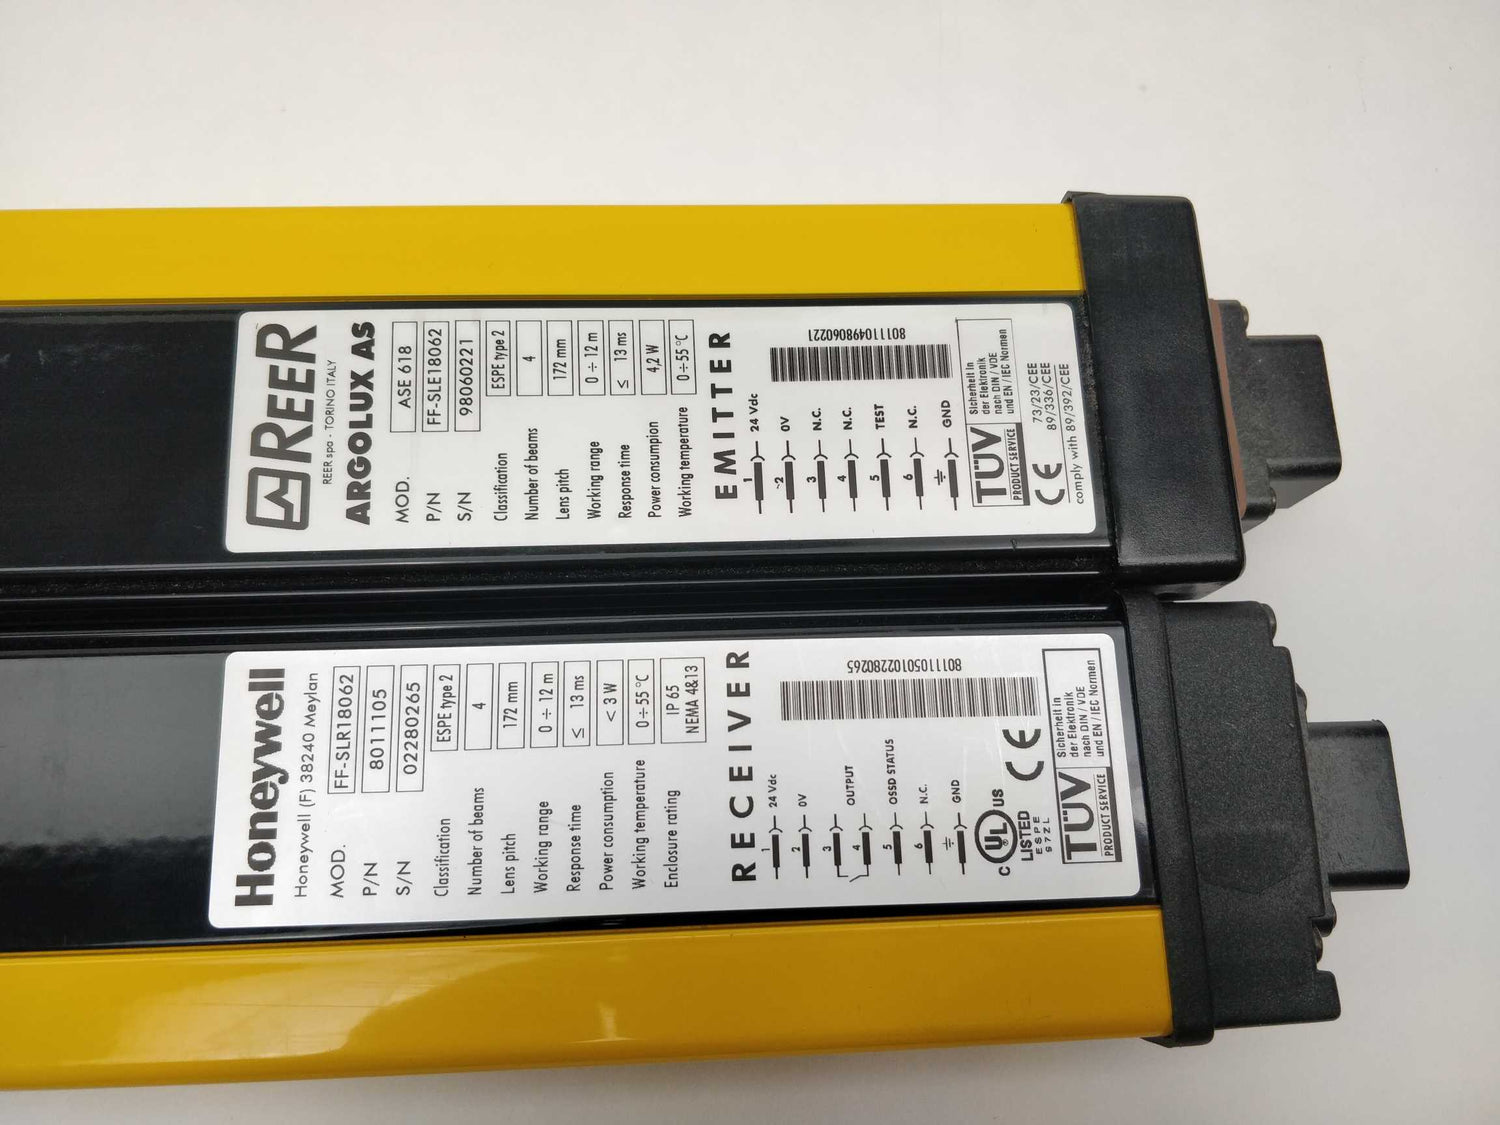 REER
REER spa - TORINO ITALY
ARGOLUX AS
MOD. ASE 618
P/N FF-SLE18062
S/N 98060221
Classification ESPE type 2
Number of beams 4
Lens pitch 172 mm
Working range 0 ÷ 12 m
Response time ≤ 13 ms
Power consumpion 4,2 W
Working temperature 0 ÷ 55 °C
EMITTER
1 24 Vdc
2 0V
3 N.C.
4 N.C.
5 TEST
6 N.C.
GND
801110498060221
TÜV
PRODUCT SERVICE
Sicherheit in
der Elektronik
nach DIN / VDE
und EN / IEC Normen
CE
73/23/CEE
89/336/CEE
comply with 89/392/CEE
Honeywell
Honeywell (F) 38240 Meylan
MOD. FF-SLR18062
P/N 8011105
S/N 02280265
Classification ESPE type 2
Number of beams 4
Lens pitch 172 mm
Working range 0 ÷ 12 m
Response time ≤ 13 ms
Power consumption < 3 W
Working temperature 0 ÷ 55 °C
Enclosure rating IP 65
NEMA 4&13
RECEIVER
1 24 Vdc
2 0V
3
4 OUTPUT
5 OSSD STATUS
6 N.C.
GND
80111050102280265
C UL US
LISTED
ESPE
97ZL
CE
TÜV
PRODUCT SERVICE
Sicherheit in
der Elektronik
nach DIN / VDE
und EN / IEC Normen